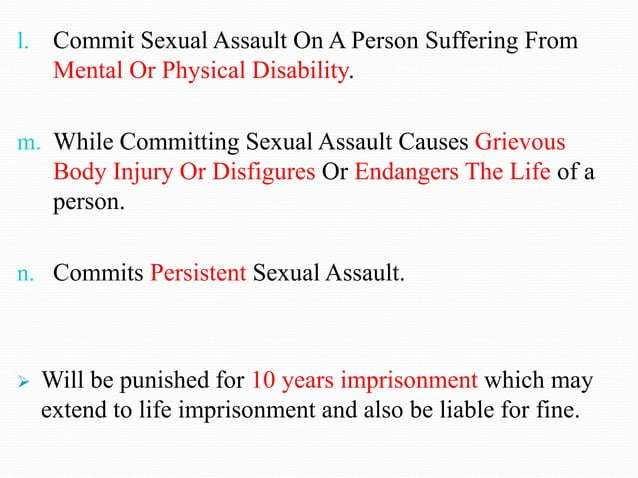 l. Commit Sexual Assault On A Person Suffering From
Mental Or Physical Disability.
m. While Committing Sexual Assault Causes Grievous
Body Injury Or Disfigures Or Endangers The Life of a
person.
n. Commits Persistent Sexual Assault.
➢ Will be punished for 10 years imprisonment which may
extend to life imprisonment and also be liable for fine.